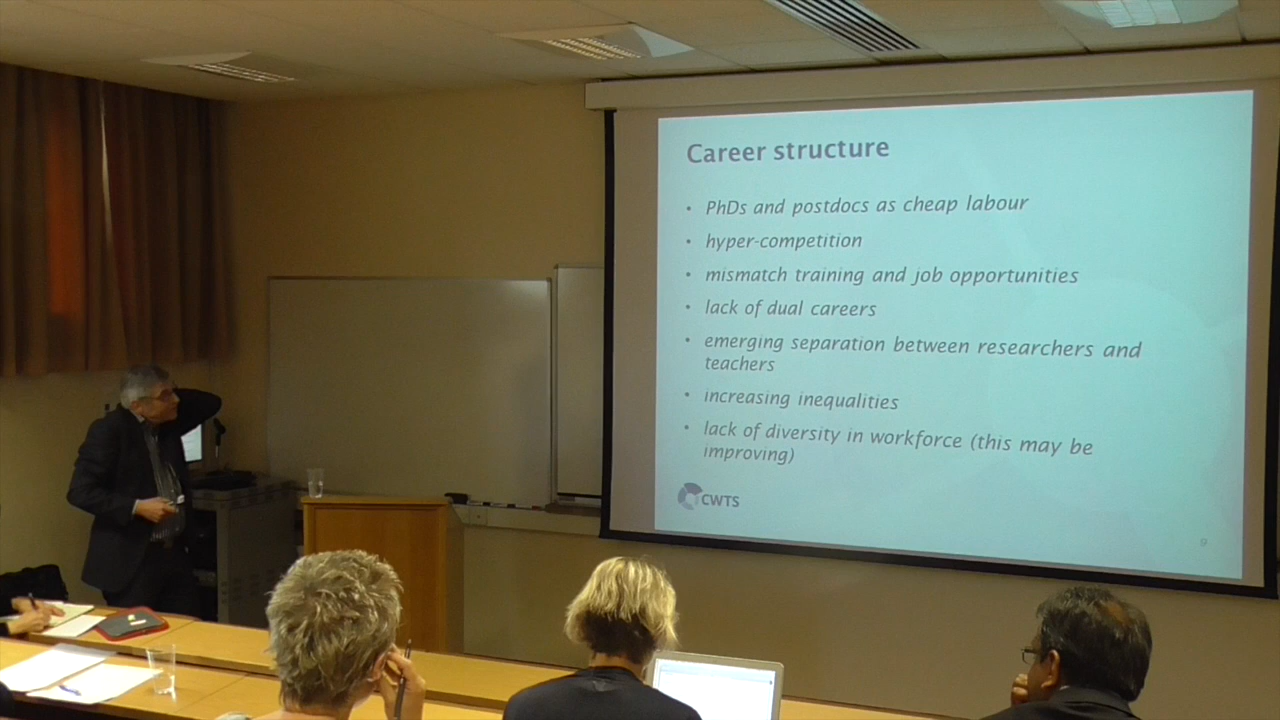 Career structure
• PhDs and postdocs as cheap labour
• hyper-competition
• mismatch training and job opportunities
• lack of dual careers
• emerging separation between researchers and
teachers
• increasing inequalities
• lack of diversity in workforce (this may be
improving)
CWTS
9